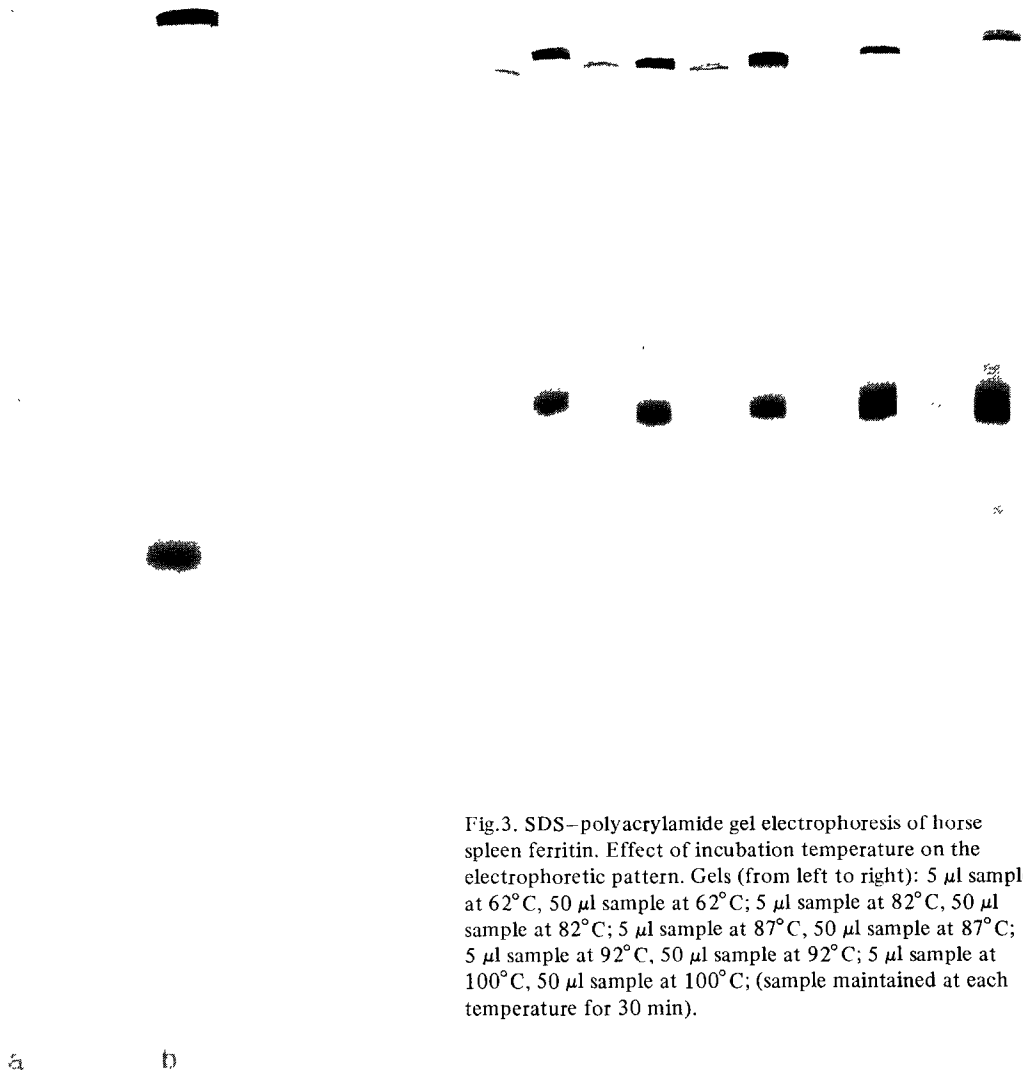 Fig.3. SDS–polyacrylamide gel electrophoresis of horse
spleen ferritin. Effect of incubation temperature on the
electrophoretic pattern. Gels (from left to right): 5 μl sampl
at 62°C, 50 μl sample at 62°C; 5 μl sample at 82°C, 50 μl
sample at 82°C; 5 μl sample at 87°C, 50 μl sample at 87°C;
5 μl sample at 92°C, 50 μl sample at 92°C; 5 μl sample at
100°C, 50 μl sample at 100°C; (sample maintained at each
temperature for 30 min).
a b